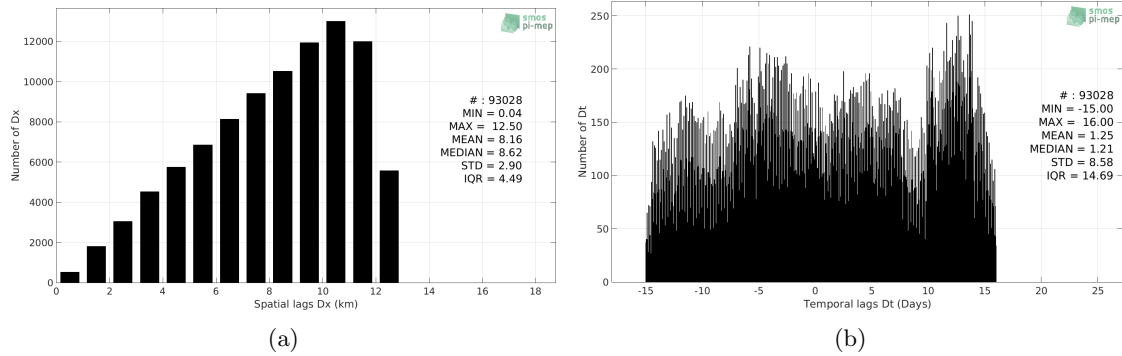 smos
pi-mep
Number of Dx
12000
10000
8000
6000
4000
2000
0
# : 93028
MIN = 0.04
MAX = 12.50
MEAN = 8.16
MEDIAN = 8.62
STD = 2.90
IQR = 4.49
0 2 4 6 8 10 12 14 16 18
Spatial lags Dx (km)
(a)
smos
pi-mep
Number of Dt
250
200
150
100
50
0
# : 93028
MIN = -15.00
MAX = 16.00
MEAN = 1.25
MEDIAN = 1.21
STD = 8.58
IQR = 14.69
-15 -10 -5 0 5 10 15 20 25
Temporal lags Dt (Days)
(b)